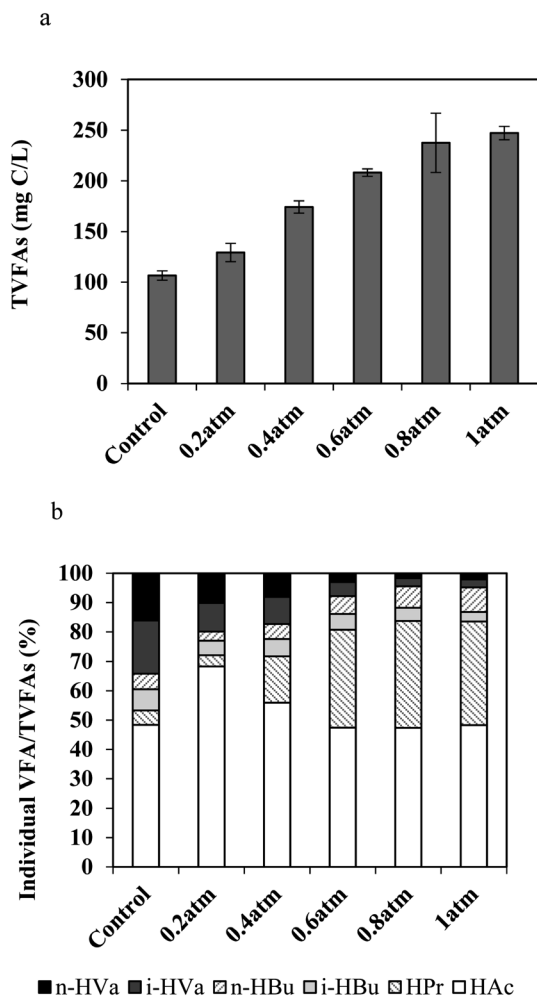 a
TVFAs (mg C/L)
300
250
200
150
100
50
0
Control
0.2atm
0.4atm
0.6atm
0.8atm
1atm
b
Individual VFA/TVFAs (%)
100
90
80
70
60
50
40
30
20
10
0
Control
0.2atm
0.4atm
0.6atm
0.8atm
1atm
n-HVa i-HVa n-HBu i-HBu HPr HAc